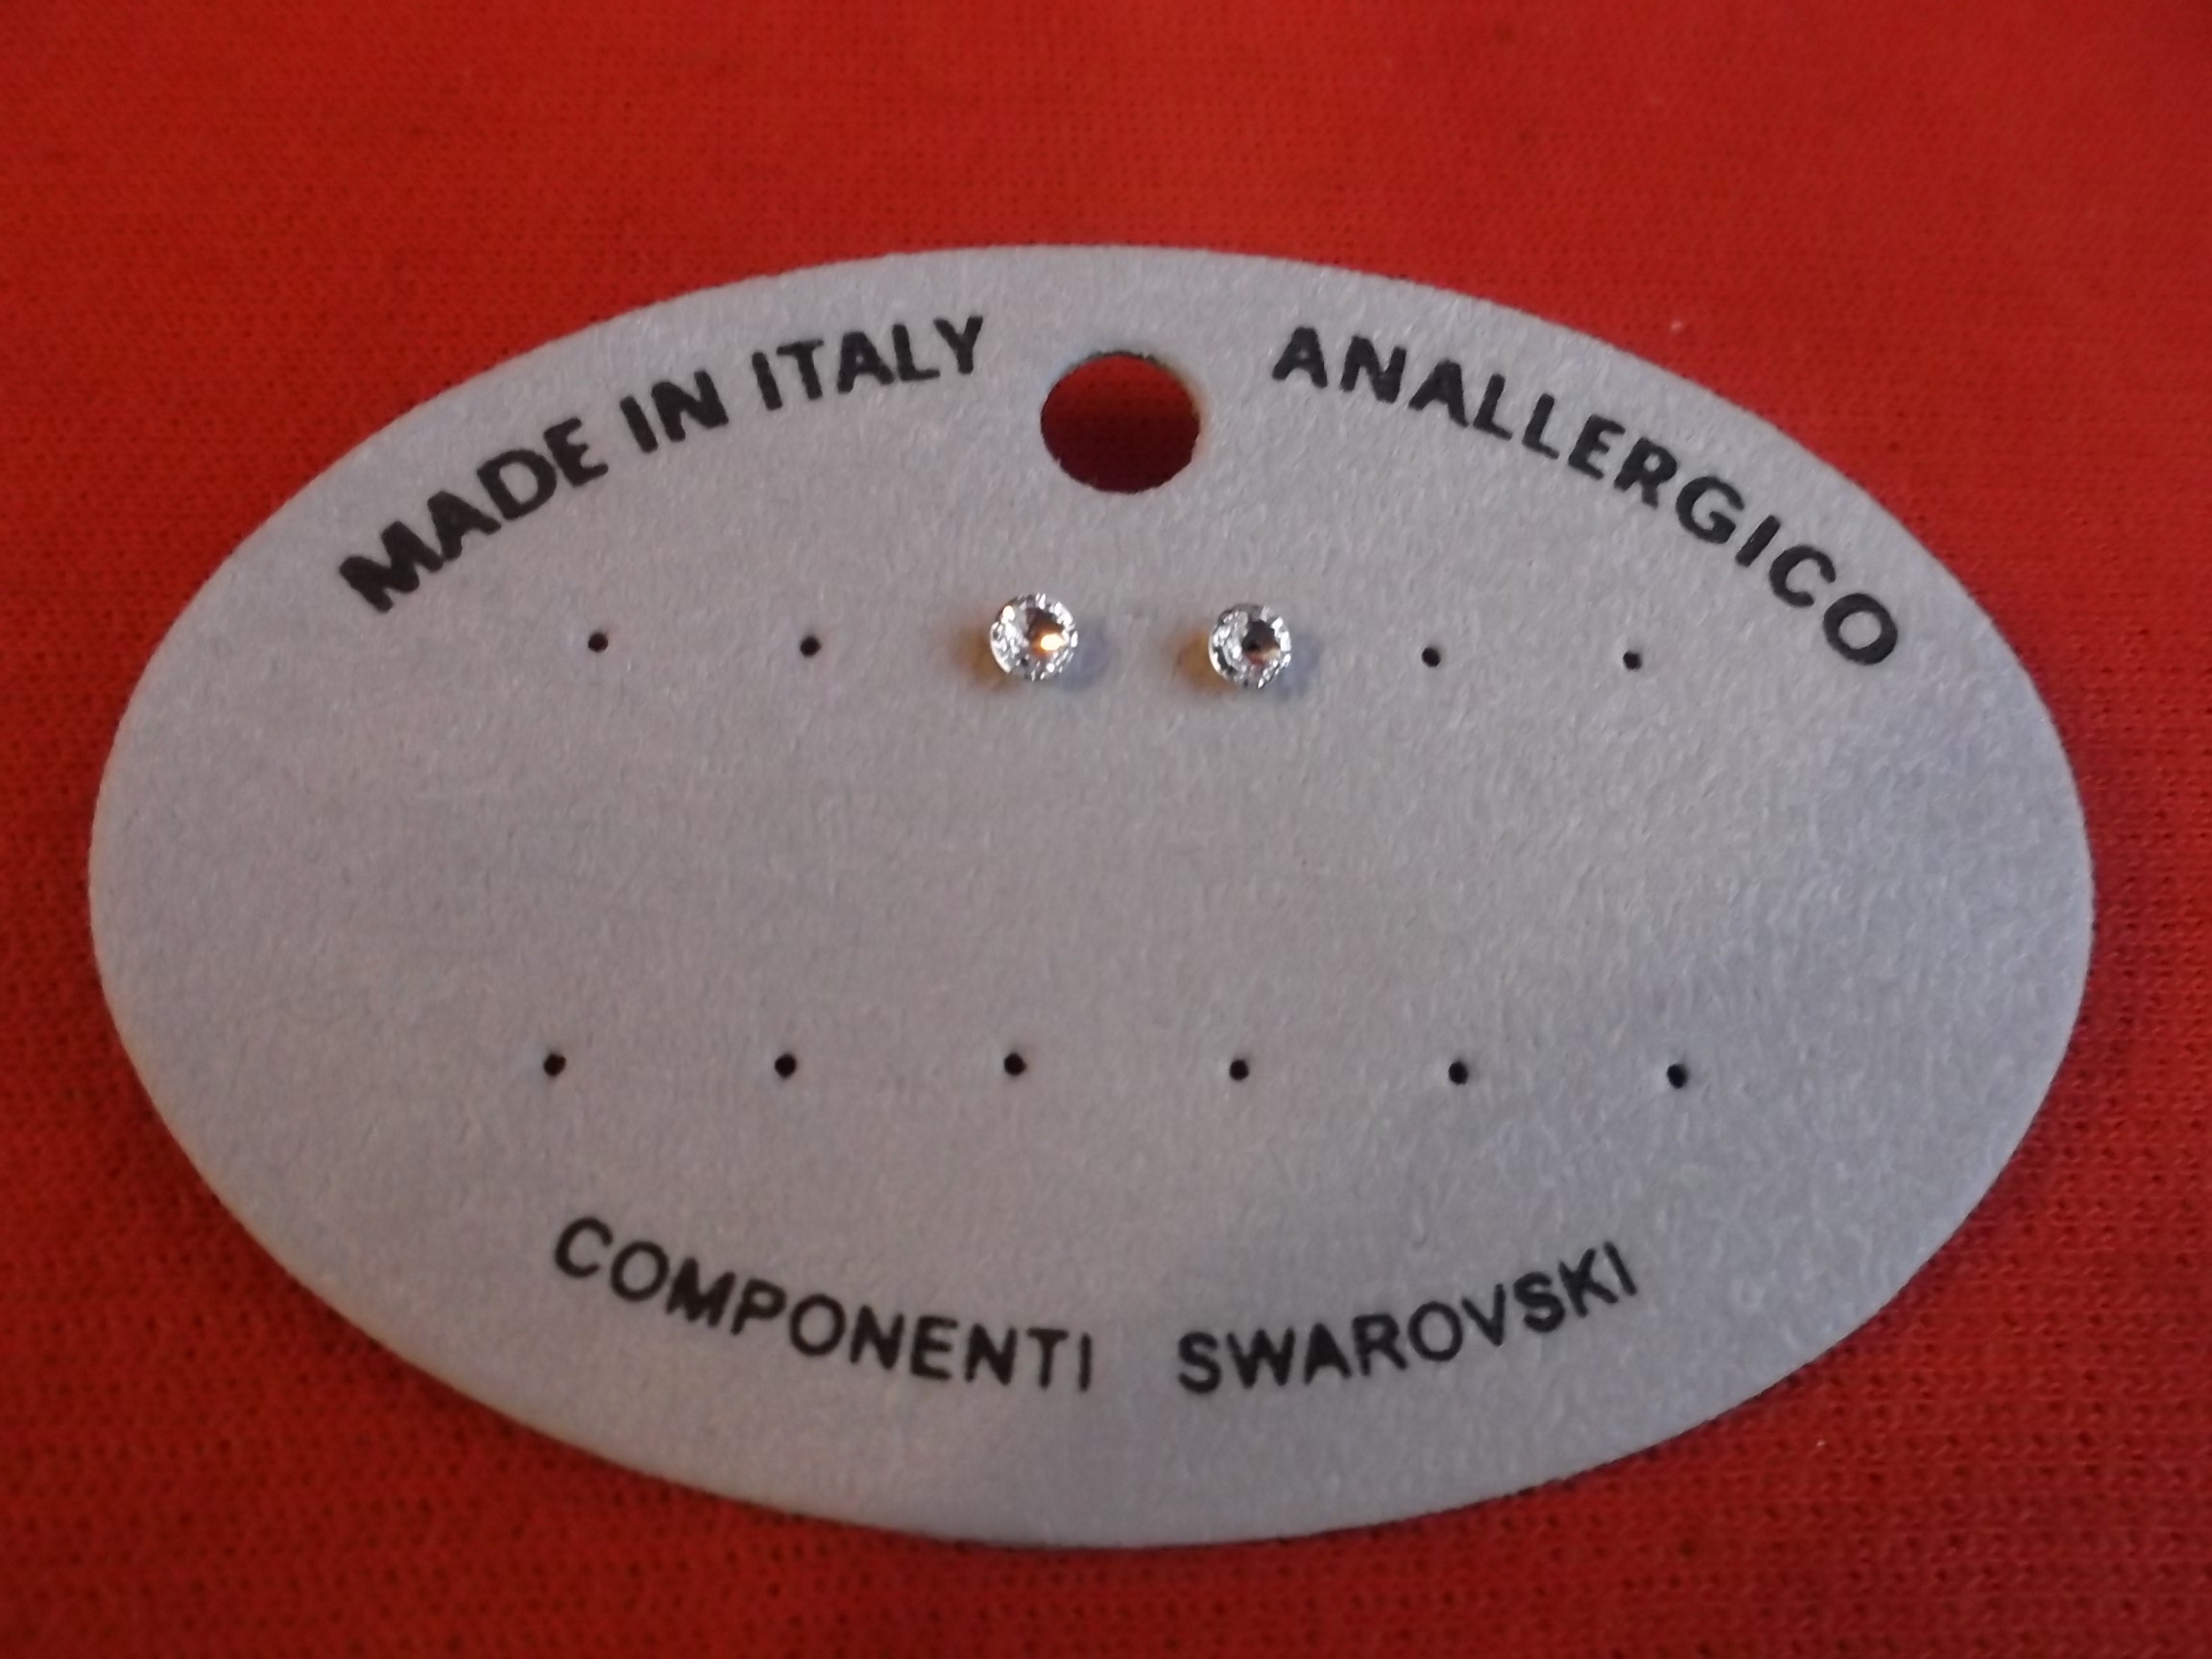 MADE IN ITALY
ANALLERGICO
COMPONENTI SWAROVSKI